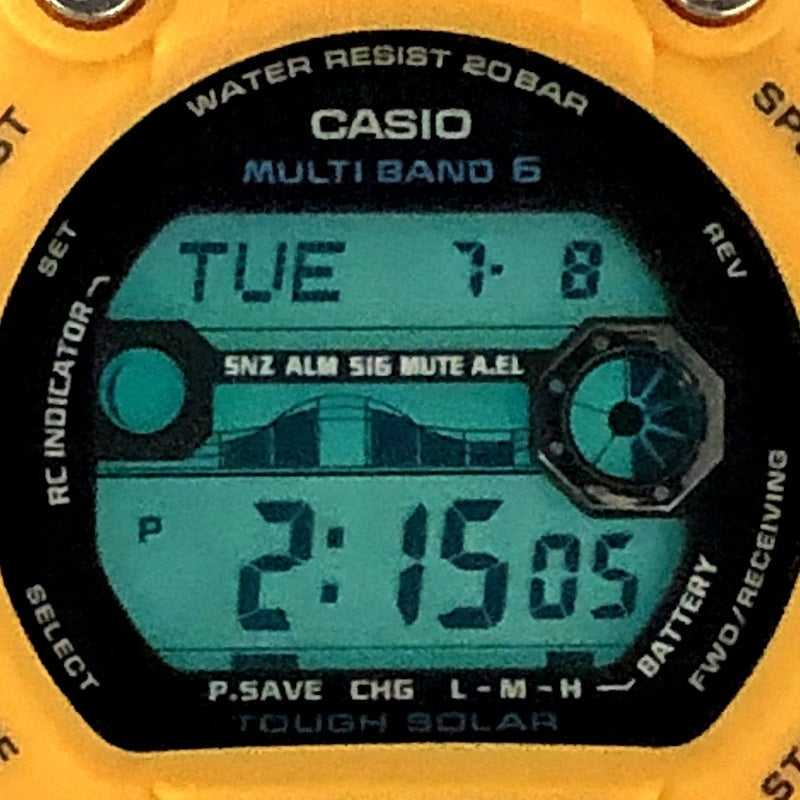 WATER RESIST 20BAR
CASIO
MULTI BAND 6
SET
REV
TUE 7· 8
RC INDICATOR
SNZ ALM SIG MUTE A.EL
P
2:15 05
SELECT
BATTERY
FWD/RECEIVING
P.SAVE CHG L - M - H
TOUGH SOLAR